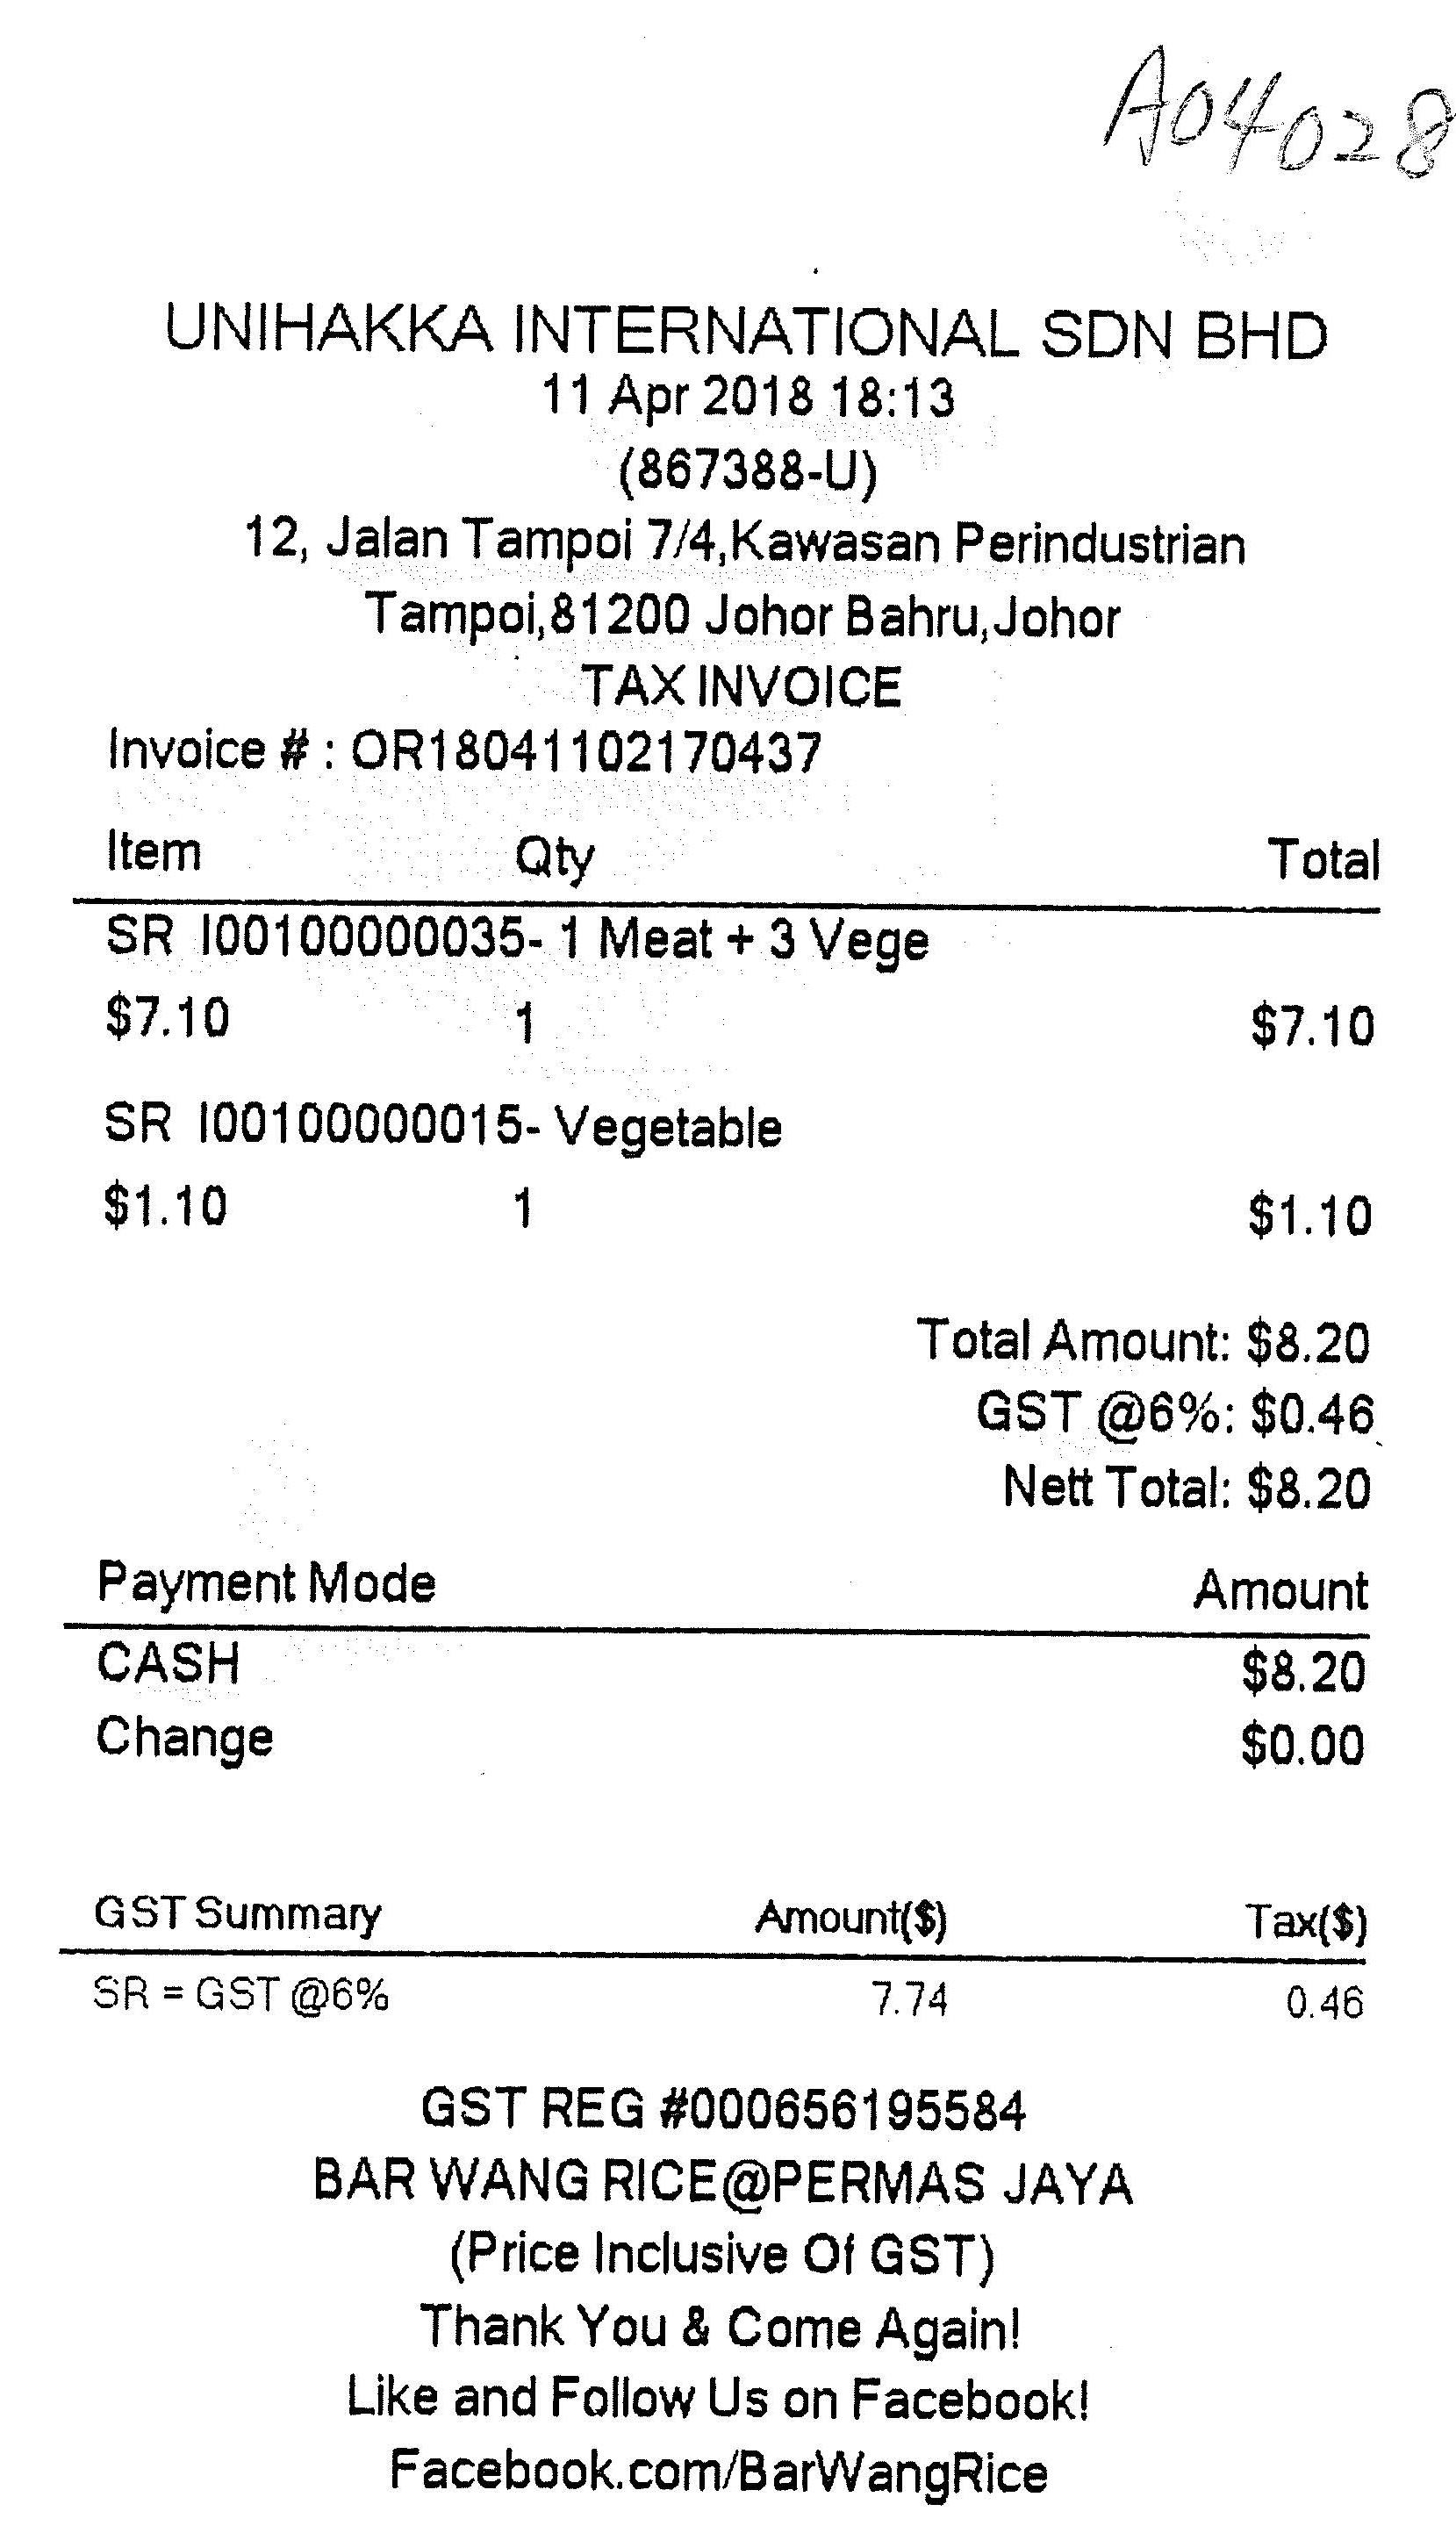 A04028
UNIHAKKA INTERNATIONAL SDN BHD
11 Apr 2018 18:13
(867388-U)
12, Jalan Tampoi 7/4,Kawasan Perindustrian
Tampoi,81200 Johor Bahru,Johor
TAX INVOICE
Invoice # : OR18041102170437
Item Qty Total
SR I00100000035- 1 Meat + 3 Vege
$7.10 1 $7.10
SR I00100000015- Vegetable
$1.10 1 $1.10
Total Amount: $8.20
GST @6%: $0.46
Nett Total: $8.20
Payment Mode Amount
CASH $8.20
Change $0.00
GST Summary Amount($) Tax($)
SR = GST @6% 7.74 0.46
GST REG #000656195584
BAR WANG RICE@PERMAS JAYA
(Price Inclusive Of GST)
Thank You & Come Again!
Like and Follow Us on Facebook!
Facebook.com/BarWangRice